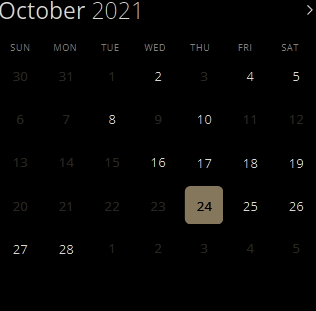 October 2021
SUN MON TUE WED THU FRI SAT
30 31 1 2 3 4 5
6 7 8 9 10 11 12
13 14 15 16 17 18 19
20 21 22 23 24 25 26
27 28 1 2 3 4 5